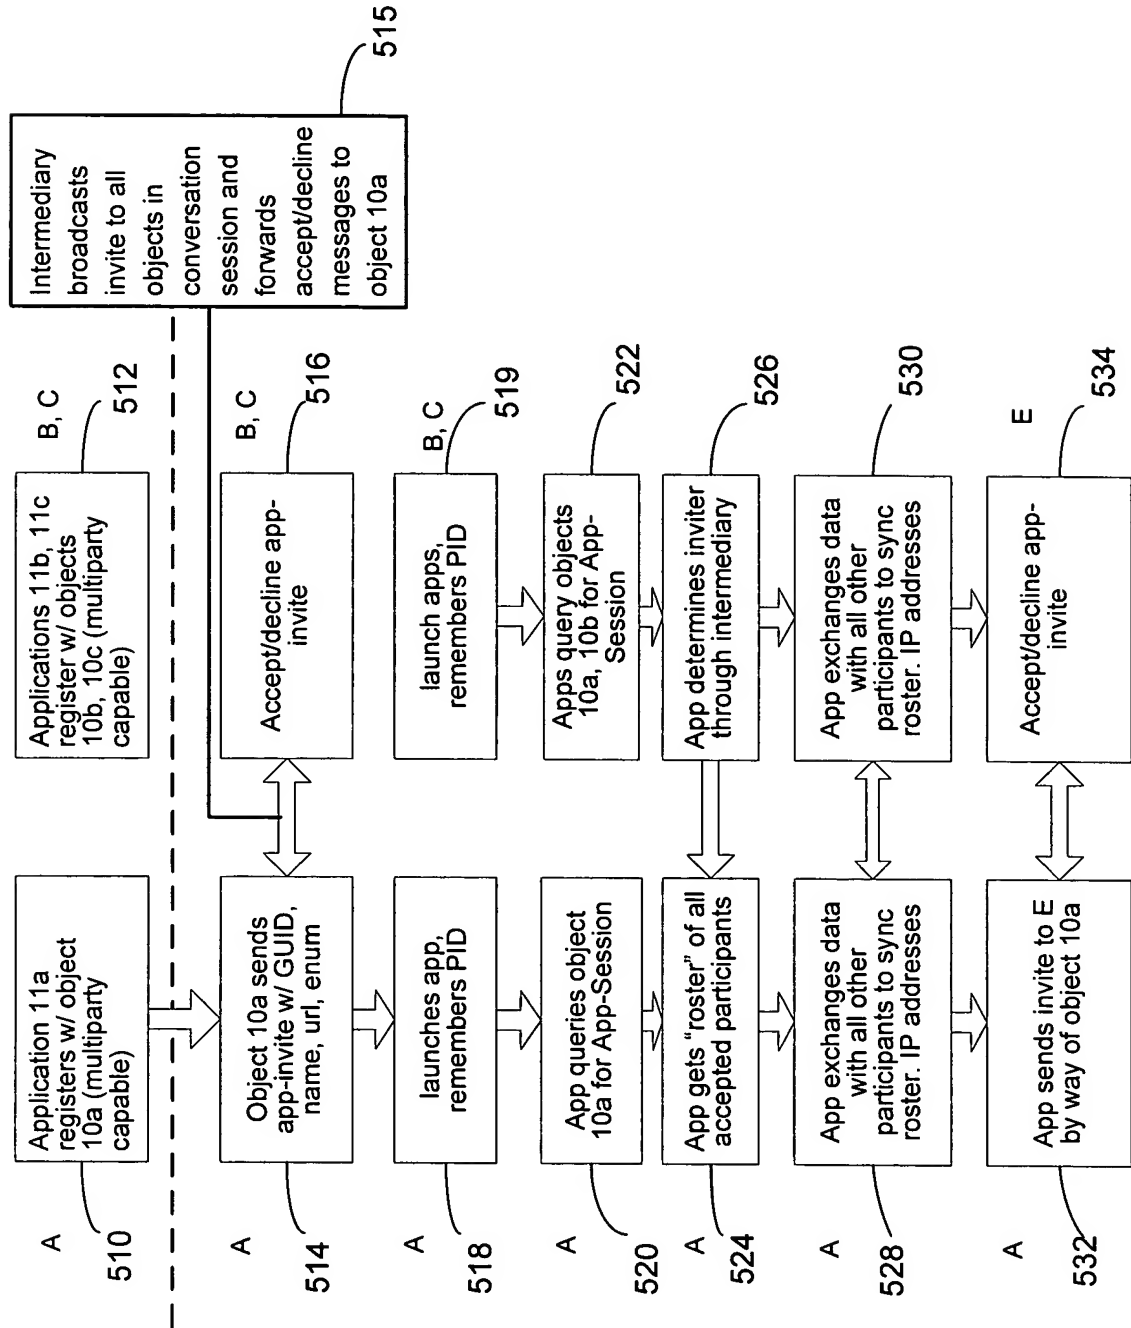 Intermediary
broadcasts
invite to all
objects in
conversation
session and
forwards
accept/decline
messages to
object 10a
515
A
510
Application 11a
registers w/ object
10a (multiparty
capable)
Applications 11b, 11c
register w/ objects
10b, 10c (multiparty
capable)
B, C
512
A
514
Object 10a sends
app-invite w/ GUID,
name, url, enum
Accept/decline app-
invite
B, C
516
A
518
launches app,
remembers PID
launch apps,
remembers PID
B, C
519
A
520
App queries object
10a for App-Session
Apps query objects
10a, 10b for App-
Session
522
A
524
App gets "roster" of all
accepted participants
App determines inviter
through intermediary
526
A
528
App exchanges data
with all other
participants to sync
roster. IP addresses
App exchanges data
with all other
participants to sync
roster. IP addresses
530
A
532
App sends invite to E
by way of object 10a
Accept/decline app-
invite
E
534